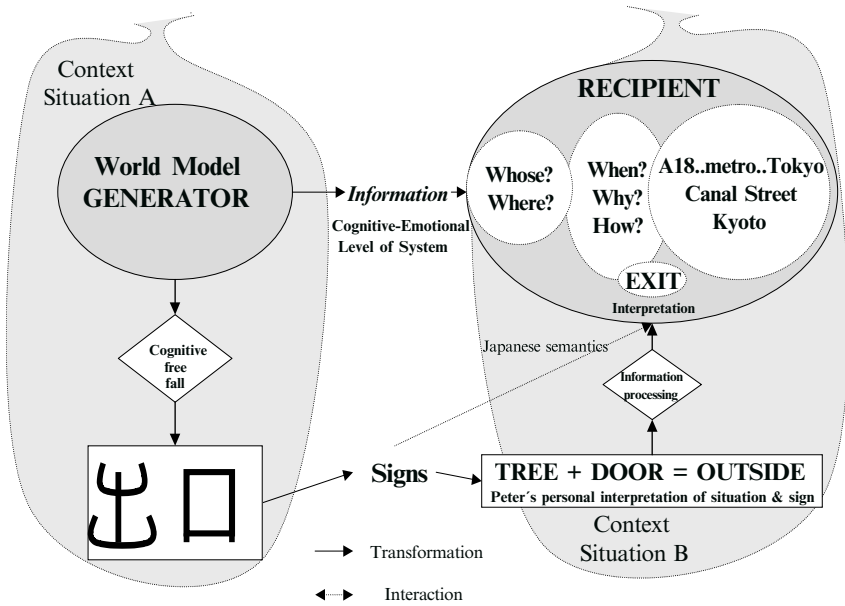 Context
Situation A
World Model
GENERATOR
Cognitive
free
fall
出口
Information
Cognitive-Emotional
Level of System
RECIPIENT
Whose?
Where?
When?
Why?
How?
A18..metro..Tokyo
Canal Street
Kyoto
EXIT
Interpretation
Japanese semantics
Information
processing
Signs
TREE + DOOR = OUTSIDE
Peter´s personal interpretation of situation & sign
Context
Situation B
Transformation
Interaction